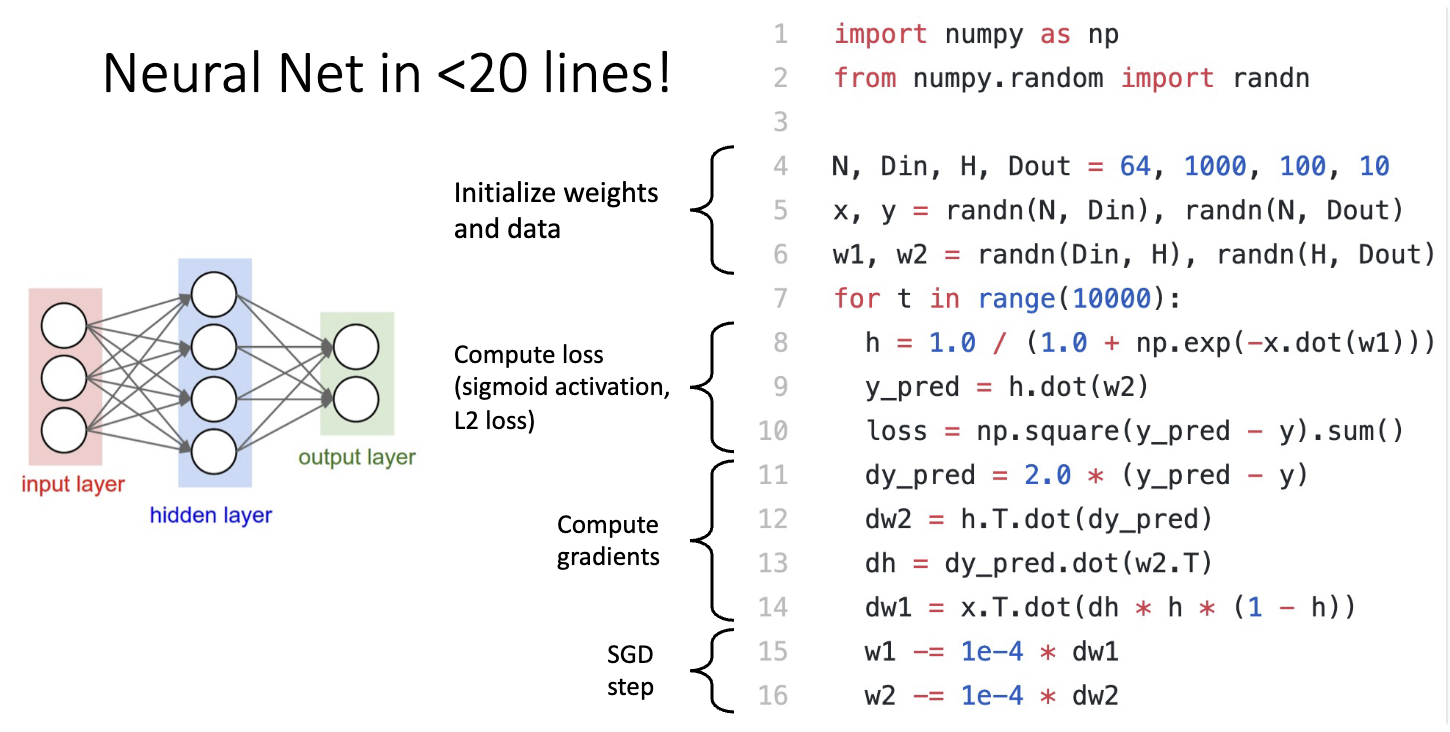 Neural Net in <20 lines!
Initialize weights
and data
Compute loss
(sigmoid activation,
L2 loss)
Compute
gradients
SGD
step
input layer
hidden layer
output layer
1 import numpy as np
2 from numpy.random import randn
3
4 N, Din, H, Dout = 64, 1000, 100, 10
5 x, y = randn(N, Din), randn(N, Dout)
6 w1, w2 = randn(Din, H), randn(H, Dout)
7 for t in range(10000):
8   h = 1.0 / (1.0 + np.exp(-x.dot(w1)))
9   y_pred = h.dot(w2)
10   loss = np.square(y_pred - y).sum()
11   dy_pred = 2.0 * (y_pred - y)
12   dw2 = h.T.dot(dy_pred)
13   dh = dy_pred.dot(w2.T)
14   dw1 = x.T.dot(dh * h * (1 - h))
15   w1 -= 1e-4 * dw1
16   w2 -= 1e-4 * dw2